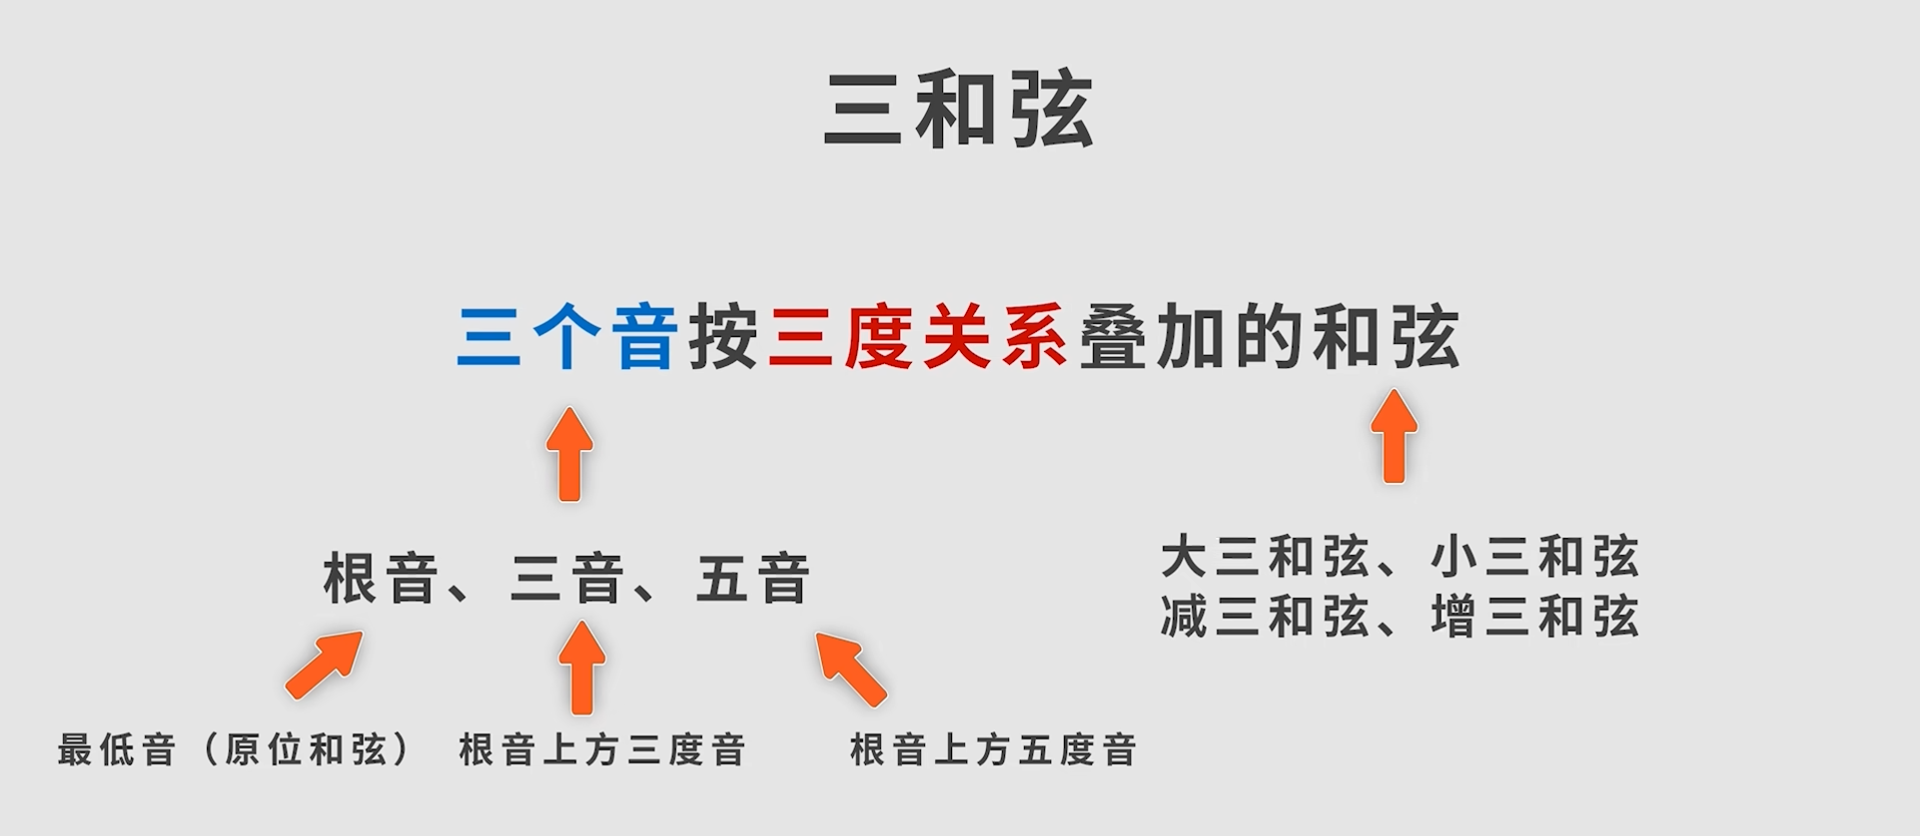 三和弦
三个音按三度关系叠加的和弦
根音、三音、五音
大三和弦、小三和弦
减三和弦、增三和弦
最低音（原位和弦）
根音上方三度音
根音上方五度音